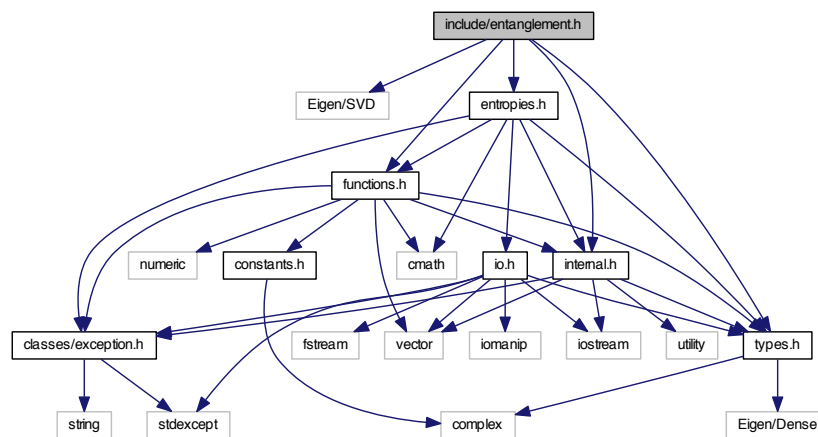 include/entanglement.h
Eigen/SVD
entropies.h
functions.h
numeric
constants.h
cmath
io.h
internal.h
classes/exception.h
fstream
vector
iomanip
iostream
utility
types.h
string
stdexcept
complex
Eigen/Dense